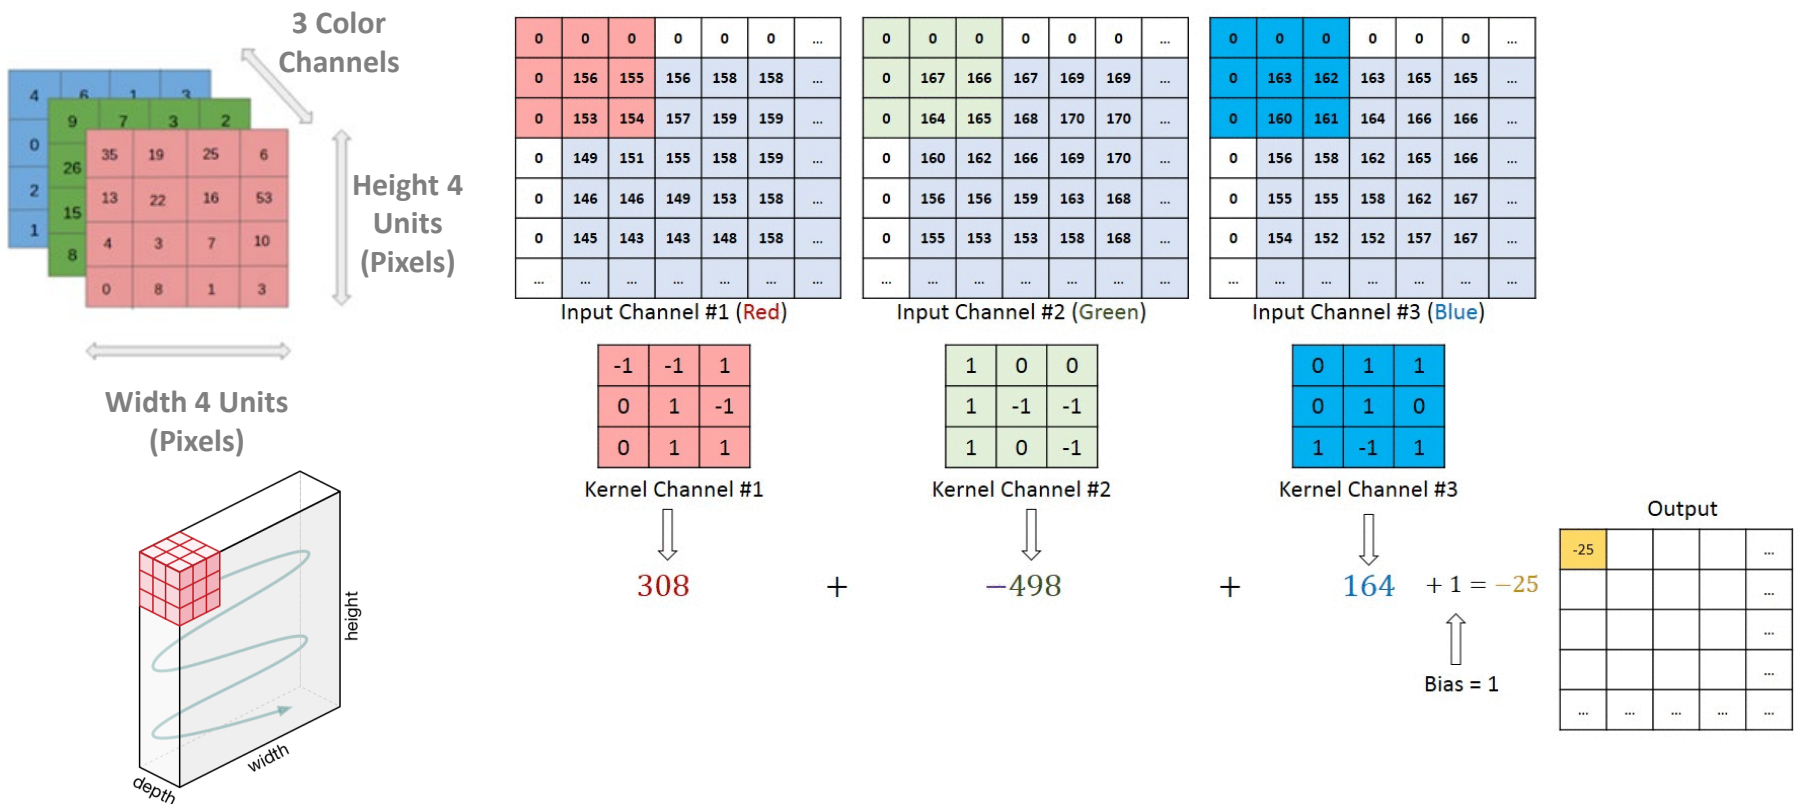 3 Color
Channels
4 6 1 3
0
2
1
9 7 3 2
26
15
8
35 19 25 6
13 22 16 53
4 3 7 10
0 8 1 3
Height 4
Units
(Pixels)
Width 4 Units
(Pixels)
0 0 0 0 0 0 ...
0 156 155 156 158 158 ...
0 153 154 157 159 159 ...
0 149 151 155 158 159 ...
0 146 146 149 153 158 ...
0 145 143 143 148 158 ...
... ... ... ... ... ... ...
Input Channel #1 (Red)
0 0 0 0 0 0 ...
0 167 166 167 169 169 ...
0 164 165 168 170 170 ...
0 160 162 166 169 170 ...
0 156 156 159 163 168 ...
0 155 153 153 158 168 ...
... ... ... ... ... ... ...
Input Channel #2 (Green)
0 0 0 0 0 0 ...
0 163 162 163 165 165 ...
0 160 161 164 166 166 ...
0 156 158 162 165 166 ...
0 155 155 158 162 167 ...
0 154 152 152 157 167 ...
... ... ... ... ... ... ...
Input Channel #3 (Blue)
-1 -1 1
0 1 -1
0 1 1
Kernel Channel #1
1 0 0
1 -1 -1
1 0 -1
Kernel Channel #2
0 1 1
0 1 0
1 -1 1
Kernel Channel #3
308 + −498 + 164 + 1 = −25
Bias = 1
Output
-25 ...
...
...
...
... ... ... ... ...
height
width
depth